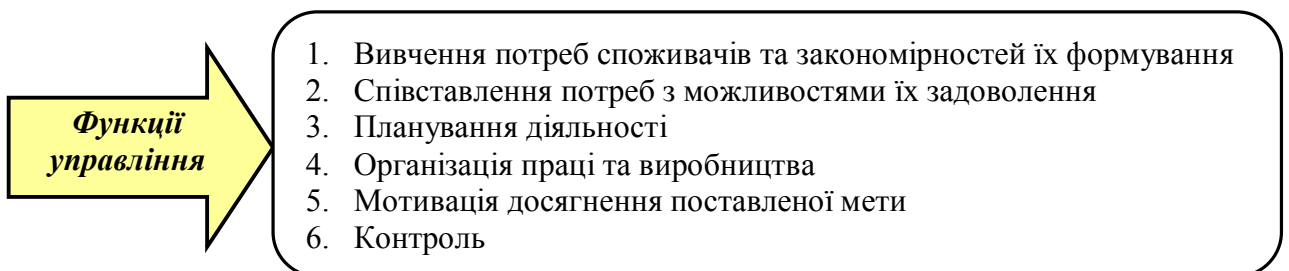 Функції
управління
1. Вивчення потреб споживачів та закономірностей їх формування
2. Співставлення потреб з можливостями їх задоволення
3. Планування діяльності
4. Організація праці та виробництва
5. Мотивація досягнення поставленої мети
6. Контроль